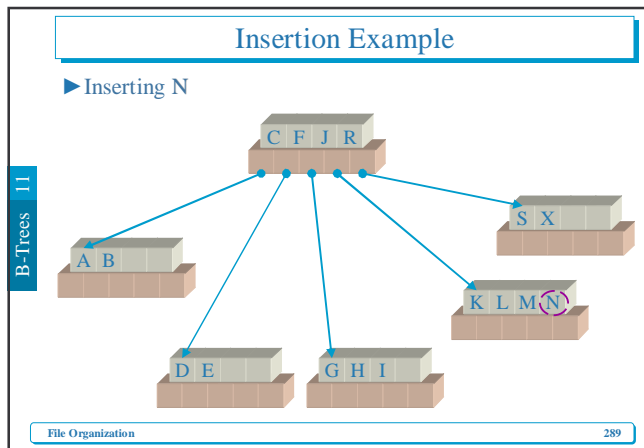 Insertion Example
►Inserting N
C F J R
B-Trees 11
A B
S X
K L M N
D E
G H I
File Organization 289